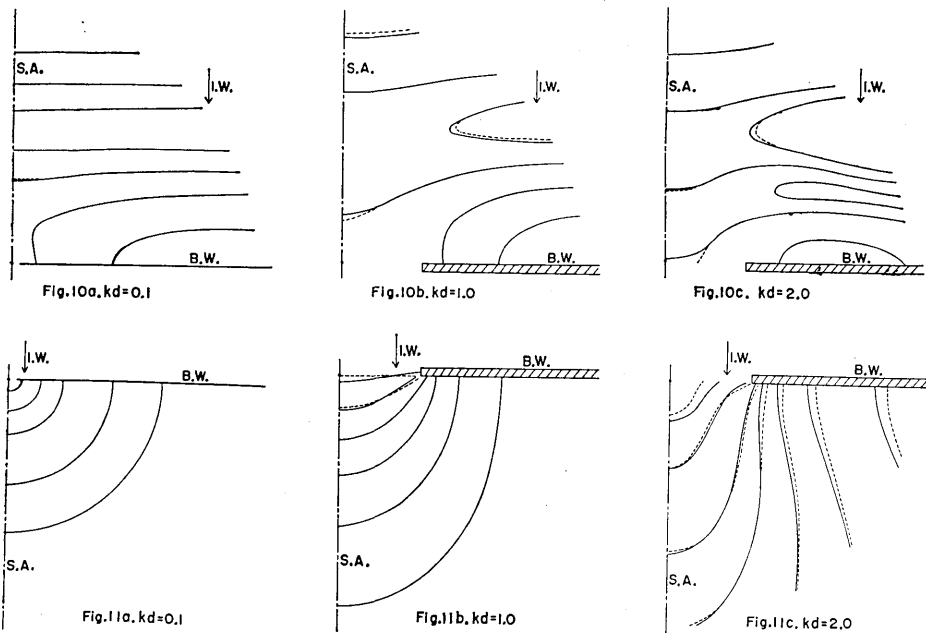 S.A.
I.W.
B.W.
Fig.10a. kd=0.1
S.A.
I.W.
B.W.
Fig.10b. kd=1.0
S.A.
I.W.
B.W.
Fig.10c. kd=2.0
I.W.
B.W.
S.A.
Fig.11a. kd=0.1
I.W.
B.W.
S.A.
Fig.11b. kd=1.0
I.W.
B.W.
S.A.
Fig.11c. kd=2.0